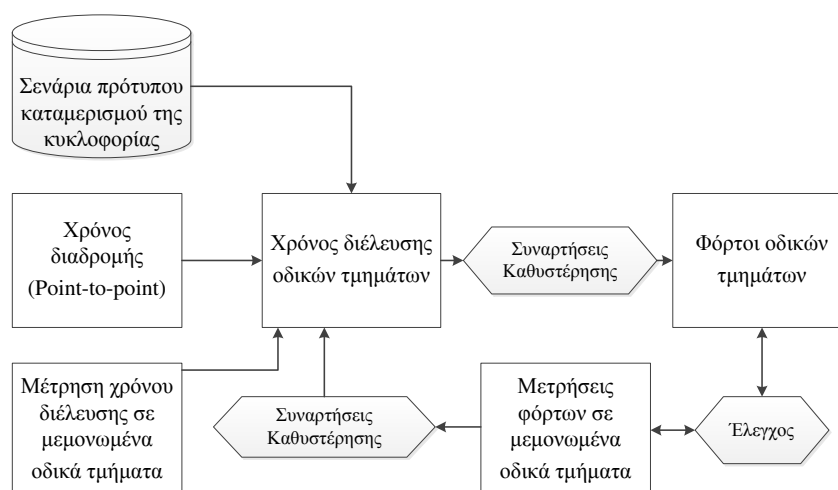 Σενάρια πρότυπου
καταμερισμού της
κυκλοφορίας
Χρόνος
διαδρομής
(Point-to-point)
Χρόνος διέλευσης
οδικών τμημάτων
Συναρτήσεις
Καθυστέρησης
Φόρτοι οδικών
τμημάτων
Μέτρηση χρόνου
διέλευσης σε
μεμονωμένα
οδικά τμήματα
Συναρτήσεις
Καθυστέρησης
Μετρήσεις
φόρτων σε
μεμονωμένα
οδικά τμήματα
Έλεγχος